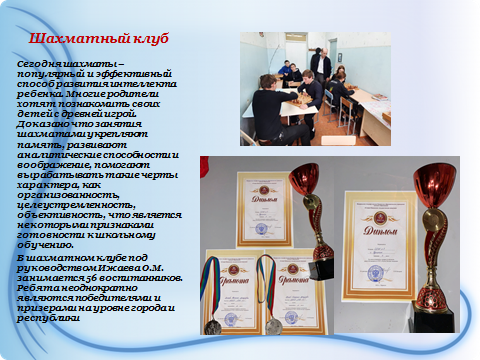 Шахматный клуб
Сегодня шахматы –
популярный и эффективный
способ развития интеллекта
ребенка. Многие родители
хотят познакомить своих
детей с древней игрой.
Доказано что занятия
шахматами укрепляют
память, развивают
аналитические способности и
воображение, помогают
вырабатывать такие черты
характера, как
организованность,
целеустремленность,
объективность, что является
некоторыми признаками
готовности к школьному
обучению.
В шахматном клубе под
руководством Ижаева О.М.
занимается 36 воспитанников.
Ребята неоднократно
являются победителями и
призерами на уровне города и
республики
Диплом
Диплом
Грамота
Грамота